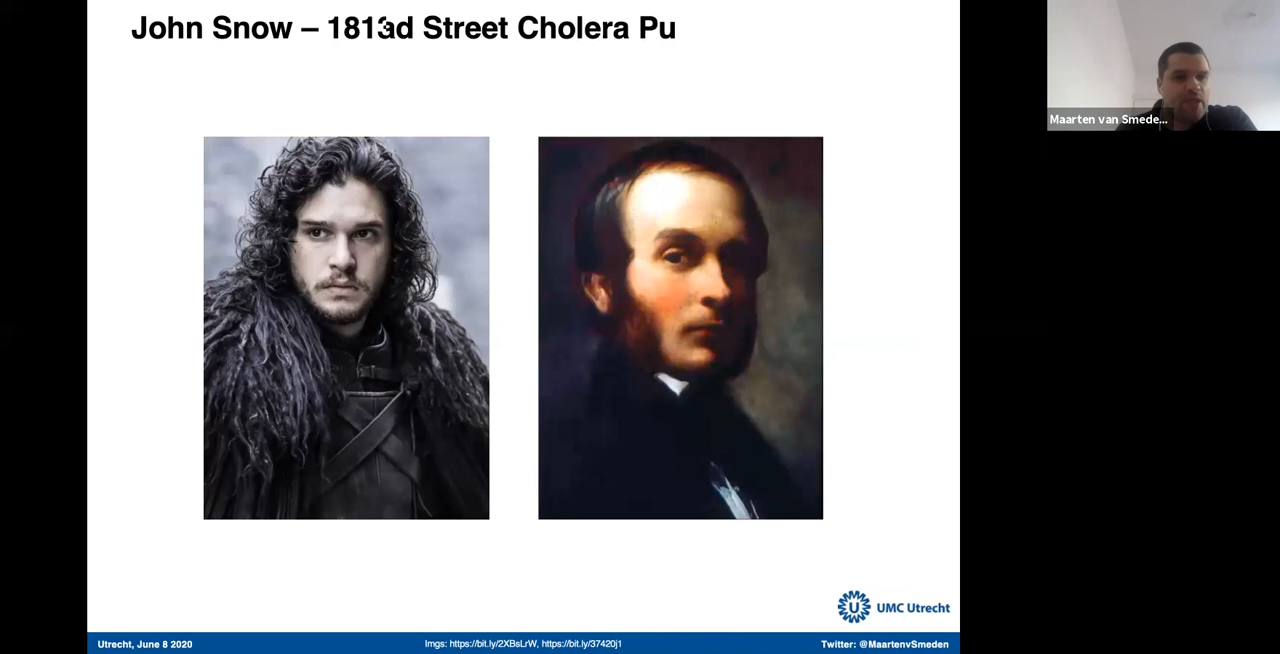 John Snow – 1813ad Street Cholera Pu
Maarten van Smede...
UMC Utrecht
Utrecht, June 8 2020
Imgs: https://bit.ly/2XBsLrW, https://bit.ly/37420j1
Twitter: @MaartenvSmeden